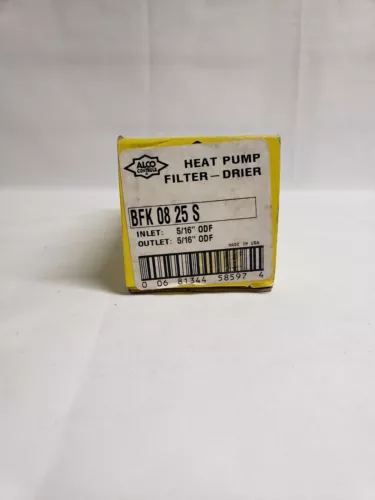 ALCO
CONTROLS
HEAT PUMP
FILTER – DRIER
BFK 08 25 S
INLET: 5/16" ODF
OUTLET: 5/16" ODF
MADE IN USA
0 06 81344 58597 4